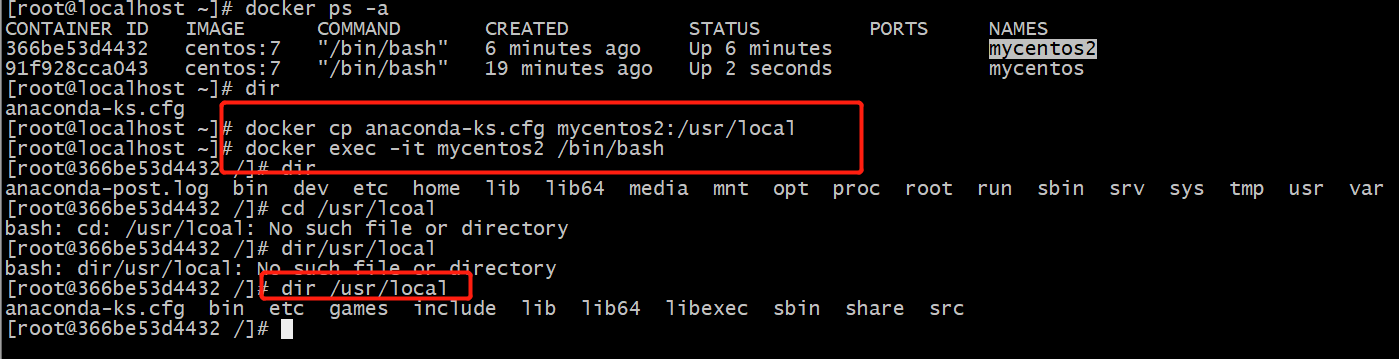 [root@localhost ~]# docker ps -a
CONTAINER ID   IMAGE      COMMAND       CREATED          STATUS         PORTS     NAMES
366be53d4432   centos:7   "/bin/bash"   6 minutes ago    Up 6 minutes             mycentos2
91f928cca043   centos:7   "/bin/bash"   19 minutes ago   Up 2 seconds             mycentos
[root@localhost ~]# dir
anaconda-ks.cfg
[root@localhost ~]# docker cp anaconda-ks.cfg mycentos2:/usr/local
[root@localhost ~]# docker exec -it mycentos2 /bin/bash
[root@366be53d4432 /]# dir
anaconda-post.log  bin  dev  etc  home  lib  lib64  media  mnt  opt  proc  root  run  sbin  srv  sys  tmp  usr  var
[root@366be53d4432 /]# cd /usr/lcoal
bash: cd: /usr/lcoal: No such file or directory
[root@366be53d4432 /]# dir/usr/local
bash: dir/usr/local: No such file or directory
[root@366be53d4432 /]# dir /usr/local
anaconda-ks.cfg  bin  etc  games  include  lib  lib64  libexec  sbin  share  src
[root@366be53d4432 /]#